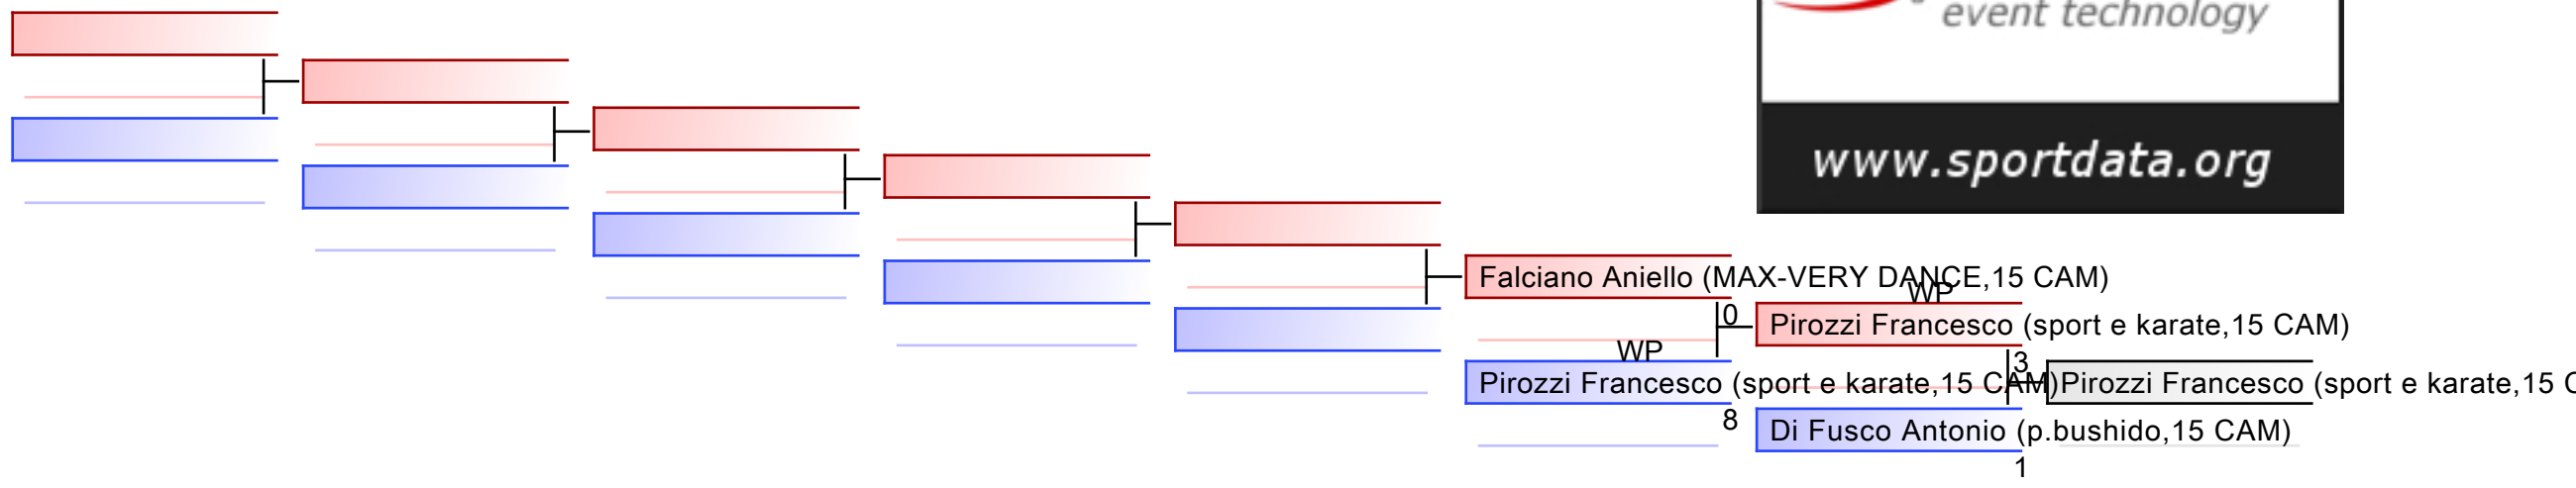 event technology
www.sportdata.org
Falciano Aniello (MAX-VERY DANCE,15 CAM)
WP
0
Pirozzi Francesco (sport e karate,15 CAM)
WP
3
Pirozzi Francesco (sport e karate,15 CAM)
Pirozzi Francesco (sport e karate,15 C
8
Di Fusco Antonio (p.bushido,15 CAM)
1